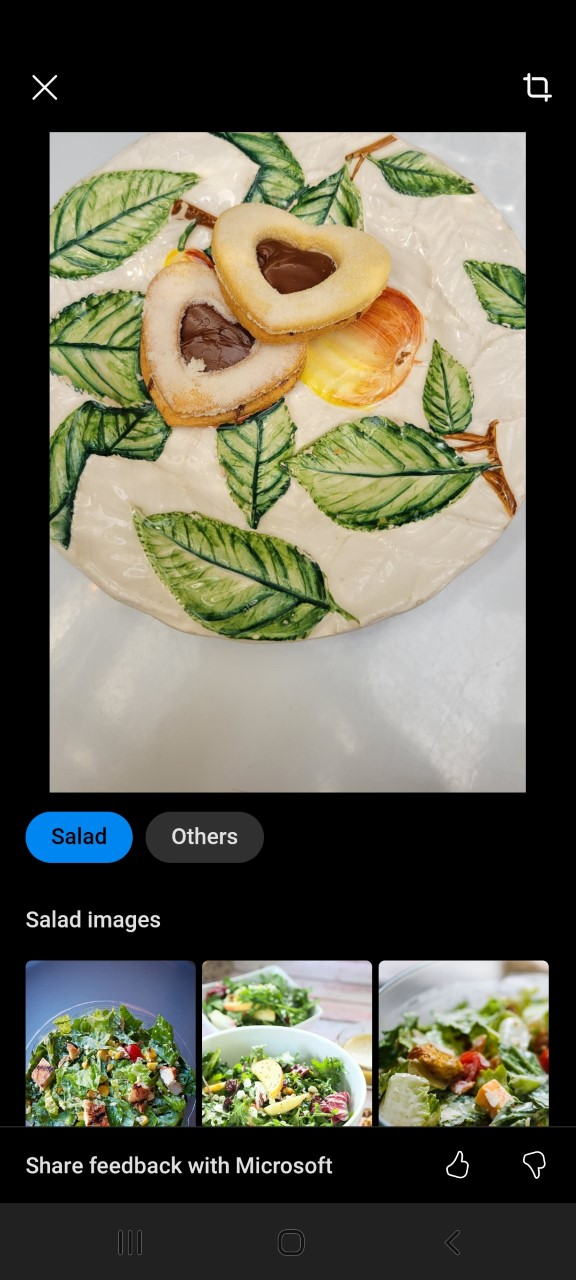 Salad
Others
Salad images
Share feedback with Microsoft